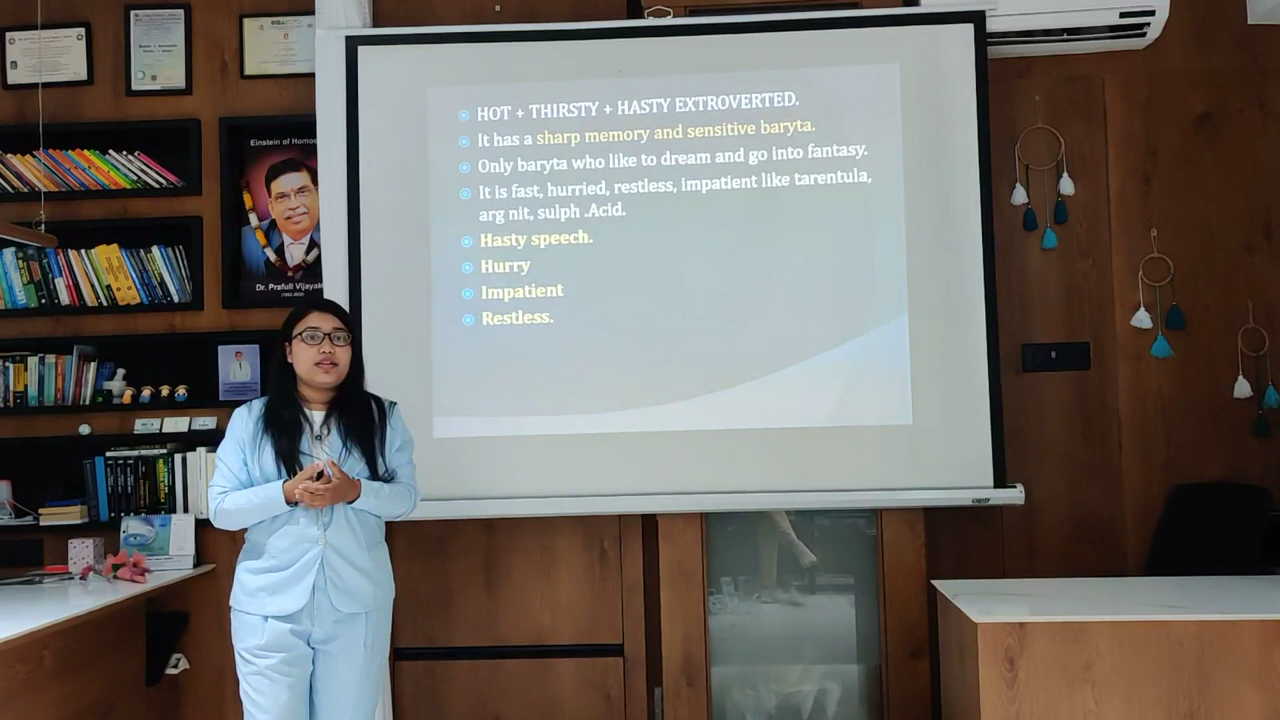 HOT + THIRSTY + HASTY EXTROVERTED.
It has a sharp memory and sensitive baryta.
Only baryta who like to dream and go into fantasy.
It is fast, hurried, restless, impatient like tarentula,
arg nit, sulph .Acid.
Hasty speech.
Hurry
Impatient
Restless.
Einstein of Homoe
Dr. Prafull Vijayak